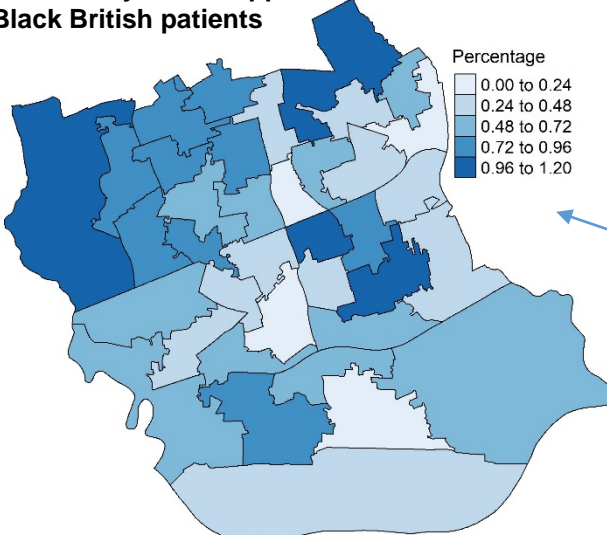 Black British patients
Percentage
0.00 to 0.24
0.24 to 0.48
0.48 to 0.72
0.72 to 0.96
0.96 to 1.20